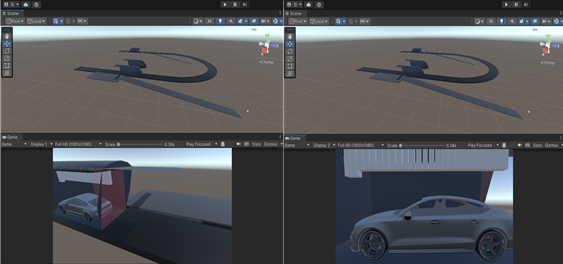 Scene
Pivot Local
Persp
Game
Game Display 1 Full HD (1920x1080) Scale 0.38x Play Focused Stats Gizmos
Scene
Pivot Local
Persp
Game
Game Display 2 Full HD (1920x1080) Scale 0.38x Play Focused Stats Gizmos